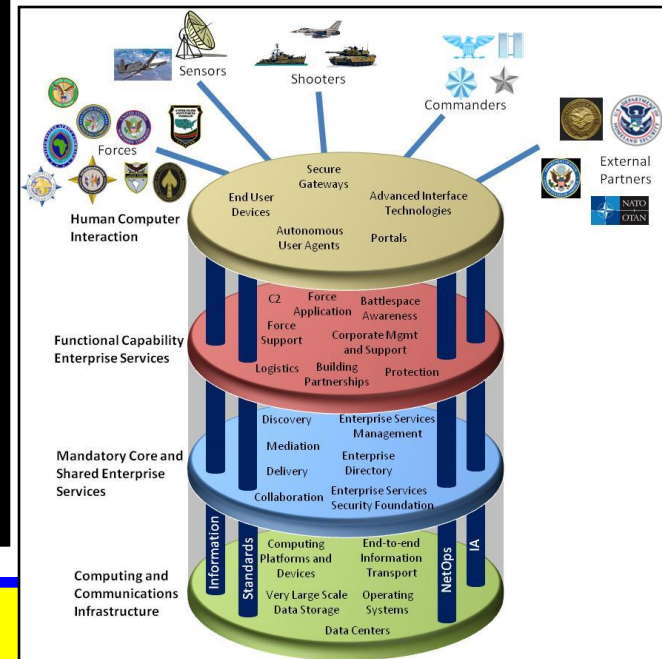 Sensors
Shooters
Commanders
Forces
External
Partners
NATO
OTAN
Secure
Gateways
End User
Devices
Advanced Interface
Technologies
Autonomous
User Agents
Portals
Human Computer
Interaction
C2
Force
Application
Battlespace
Awareness
Force
Support
Corporate Mgmt
and Support
Logistics
Building
Partnerships
Protection
Functional Capability
Enterprise Services
Discovery
Enterprise Services
Management
Mediation
Enterprise
Directory
Delivery
Collaboration
Enterprise Services
Security Foundation
Mandatory Core and
Shared Enterprise
Services
Information
Standards
NetOps
IA
Computing
Platforms and
Devices
End-to-end
Information
Transport
Very Large Scale
Data Storage
Operating
Systems
Data Centers
Computing and
Communications
Infrastructure